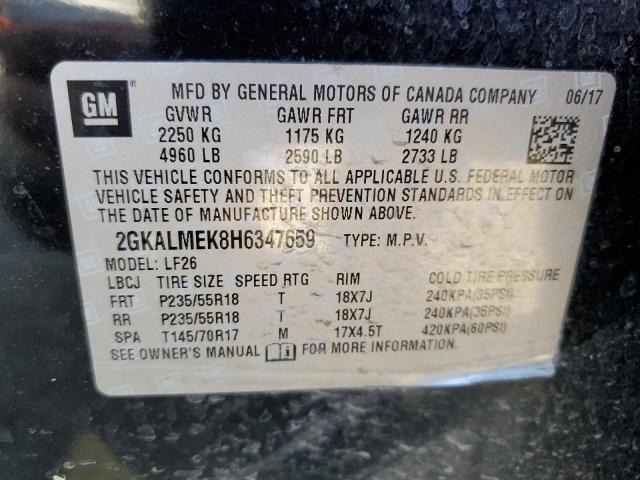 GM ® MFD BY GENERAL MOTORS OF CANADA COMPANY 06/17
GVWR GAWR FRT GAWR RR
2250 KG 1175 KG 1240 KG
4960 LB 2590 LB 2733 LB
THIS VEHICLE CONFORMS TO ALL APPLICABLE U.S. FEDERAL MOTOR
VEHICLE SAFETY AND THEFT PREVENTION STANDARDS IN EFFECT ON
THE DATE OF MANUFACTURE SHOWN ABOVE.
2GKALMEK8H6347659 TYPE: M.P.V.
MODEL: LF26
LBCJ TIRE SIZE SPEED RTG RIM COLD TIRE PRESSURE
FRT P235/55R18 T 18X7J 240KPA(35PSI)
RR P235/55R18 T 18X7J 240KPA(35PSI)
SPA T145/70R17 M 17X4.5T 420KPA(60PSI)
SEE OWNER'S MANUAL FOR MORE INFORMATION.